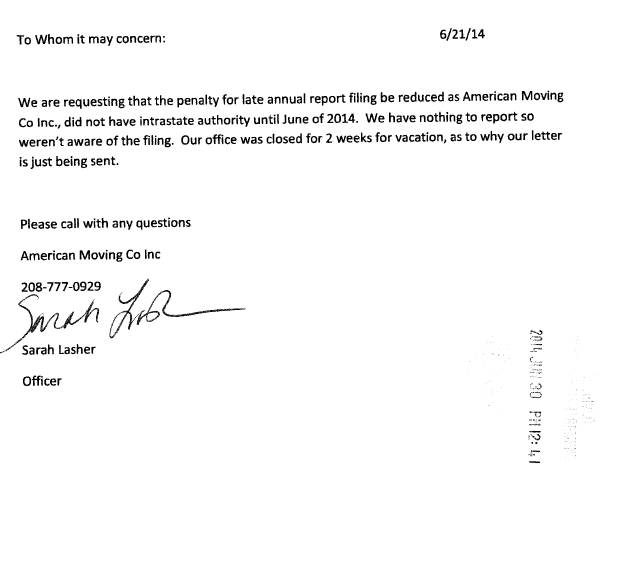 To Whom it may concern: 6/21/14
We are requesting that the penalty for late annual report filing be reduced as American Moving
Co Inc., did not have intrastate authority until June of 2014. We have nothing to report so
weren't aware of the filing. Our office was closed for 2 weeks for vacation, as to why our letter
is just being sent.
Please call with any questions
American Moving Co Inc
208-777-0929
Sarah
Sarah Lasher
Officer
2014 JUN 30 PM 12: 41